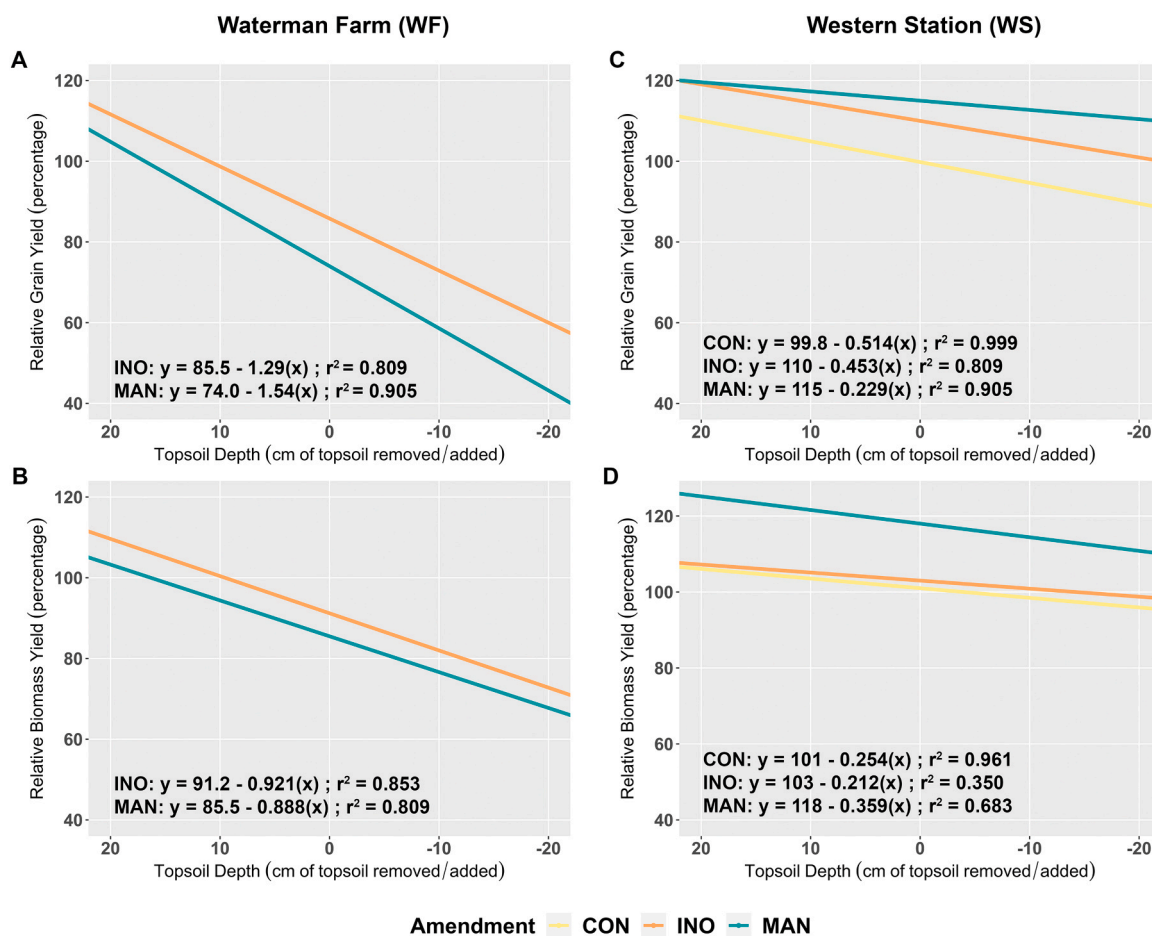 Waterman Farm (WF)
Western Station (WS)
A
Relative Grain Yield (percentage)
120
100
80
60
40
INO: y = 85.5 - 1.29(x) ; r² = 0.809
MAN: y = 74.0 - 1.54(x) ; r² = 0.905
20 10 0 -10 -20
Topsoil Depth (cm of topsoil removed/added)
C
Relative Grain Yield (percentage)
120
100
80
60
40
CON: y = 99.8 - 0.514(x) ; r² = 0.999
INO: y = 110 - 0.453(x) ; r² = 0.809
MAN: y = 115 - 0.229(x) ; r² = 0.905
20 10 0 -10 -20
Topsoil Depth (cm of topsoil removed/added)
B
Relative Biomass Yield (percentage)
120
100
80
60
40
INO: y = 91.2 - 0.921(x) ; r² = 0.853
MAN: y = 85.5 - 0.888(x) ; r² = 0.809
20 10 0 -10 -20
Topsoil Depth (cm of topsoil removed/added)
D
Relative Biomass Yield (percentage)
120
100
80
60
40
CON: y = 101 - 0.254(x) ; r² = 0.961
INO: y = 103 - 0.212(x) ; r² = 0.350
MAN: y = 118 - 0.359(x) ; r² = 0.683
20 10 0 -10 -20
Topsoil Depth (cm of topsoil removed/added)
Amendment CON INO MAN